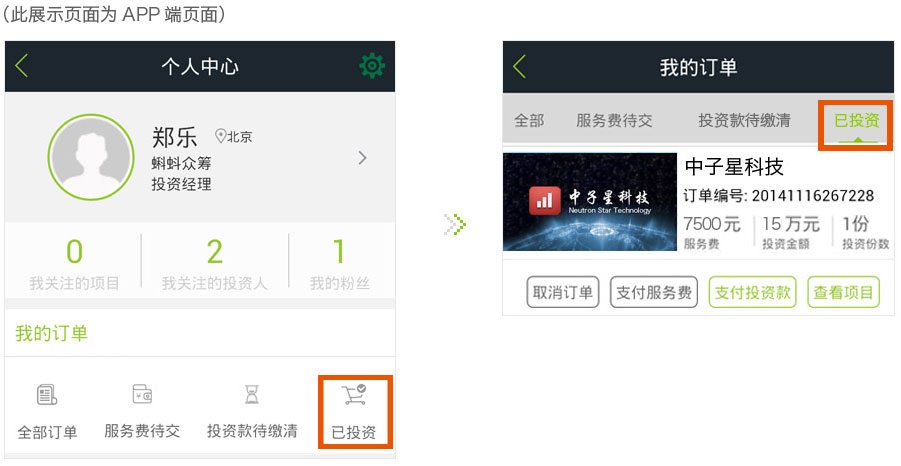 （此展示页面为 APP 端页面）
个人中心
郑乐 北京
蝌蚪众筹
投资经理
0 2 1
我关注的项目 我关注的投资人 我的粉丝
我的订单
全部订单 服务费待交 投资款待缴清 已投资
我的订单
全部 服务费待交 投资款待缴清 已投资
中子星科技
Neutron Star Technology
中子星科技
订单编号: 20141116267228
7500 元 15 万元 1份
服务费 投资金额 投资份数
取消订单 支付服务费 支付投资款 查看项目